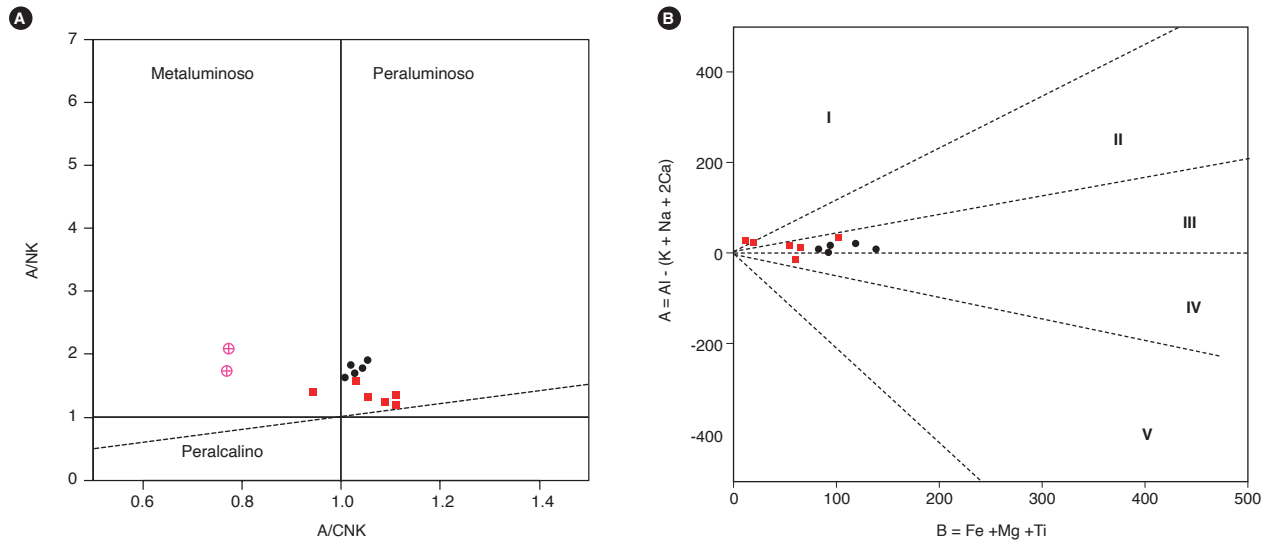 A
7
6
5
4
3
2
1
0
A/NK
Metaluminoso
Peraluminoso
Peralcalino
0.6
0.8
1.0
1.2
1.4
A/CNK
B
400
200
0
-200
-400
A = Al - (K + Na + 2Ca)
I
II
III
IV
V
0
100
200
300
400
500
B = Fe +Mg +Ti